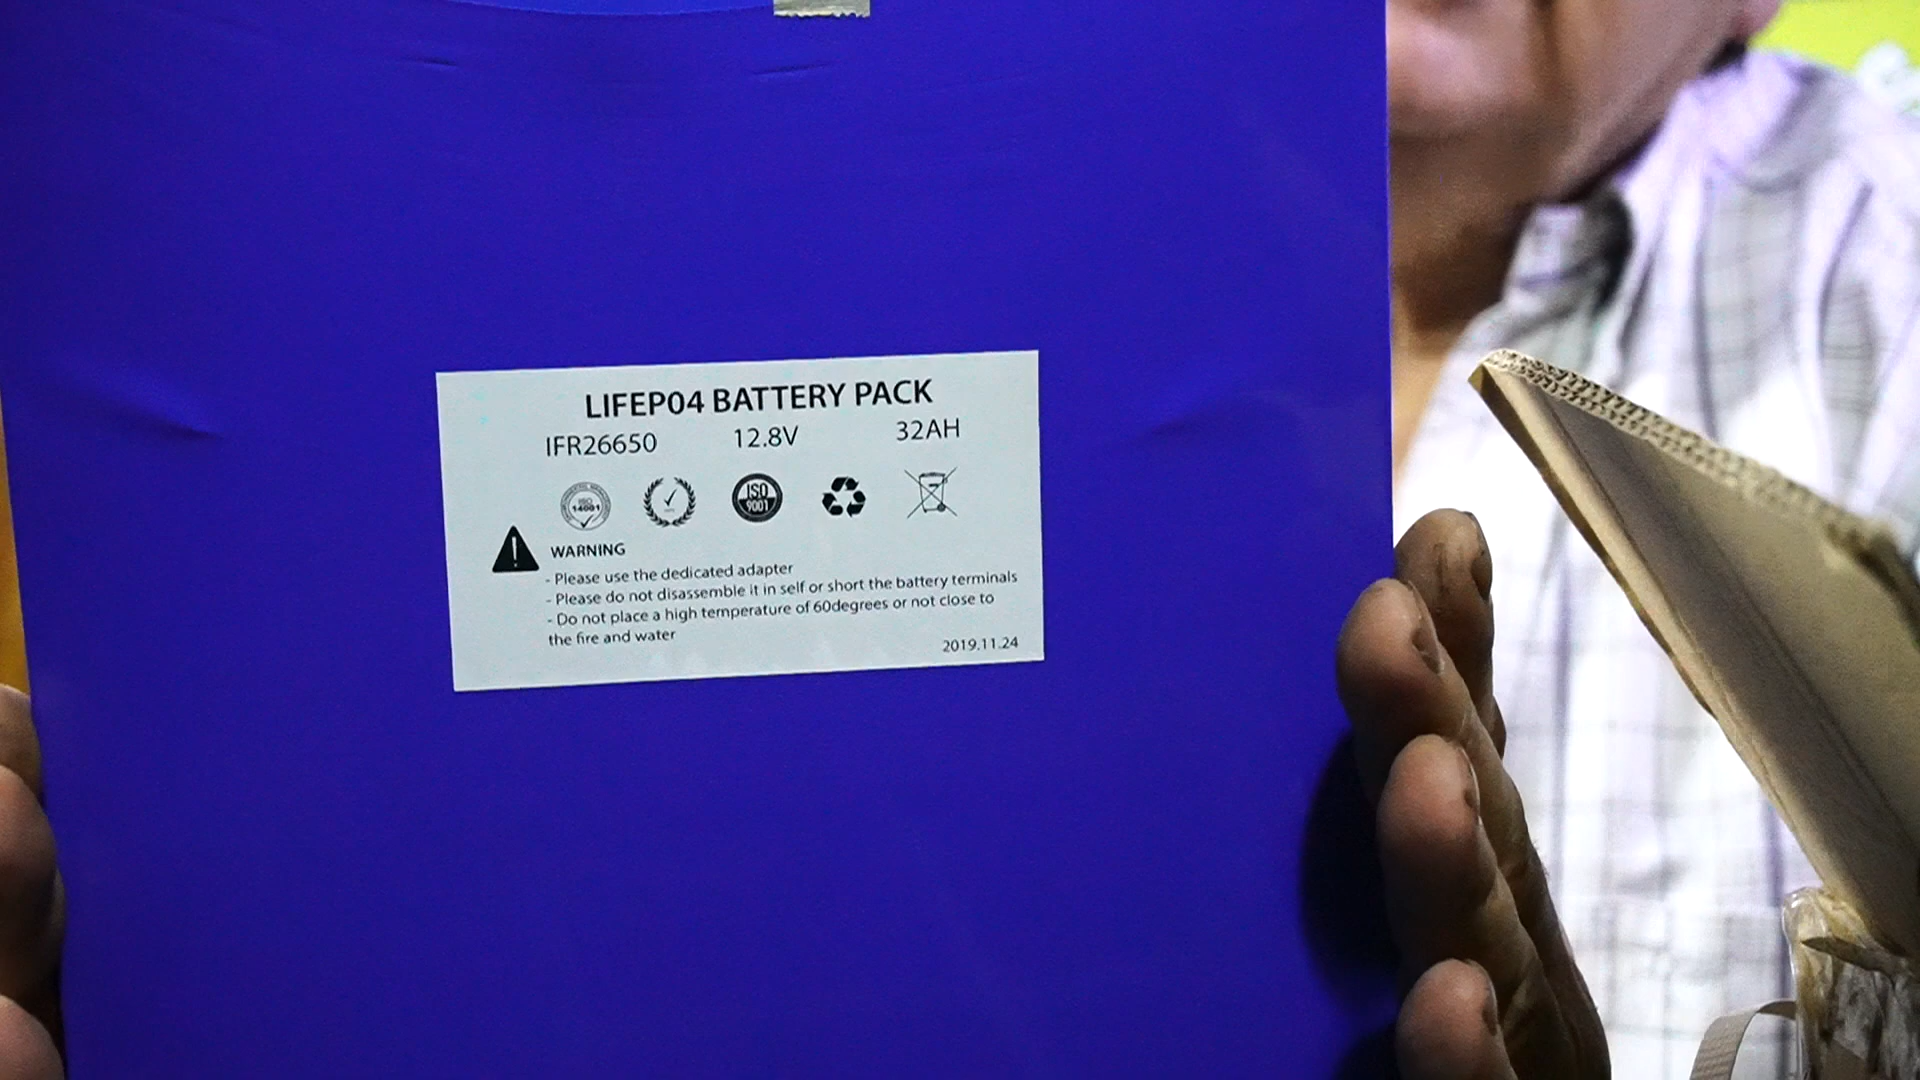 LIFEP04 BATTERY PACK
IFR26650 12.8V 32AH
ISO 14001
ISO 9001
WARNING
- Please use the dedicated adapter
- Please do not disassemble it in self or short the battery terminals
- Do not place a high temperature of 60degrees or not close to
the fire and water
2019.11.24